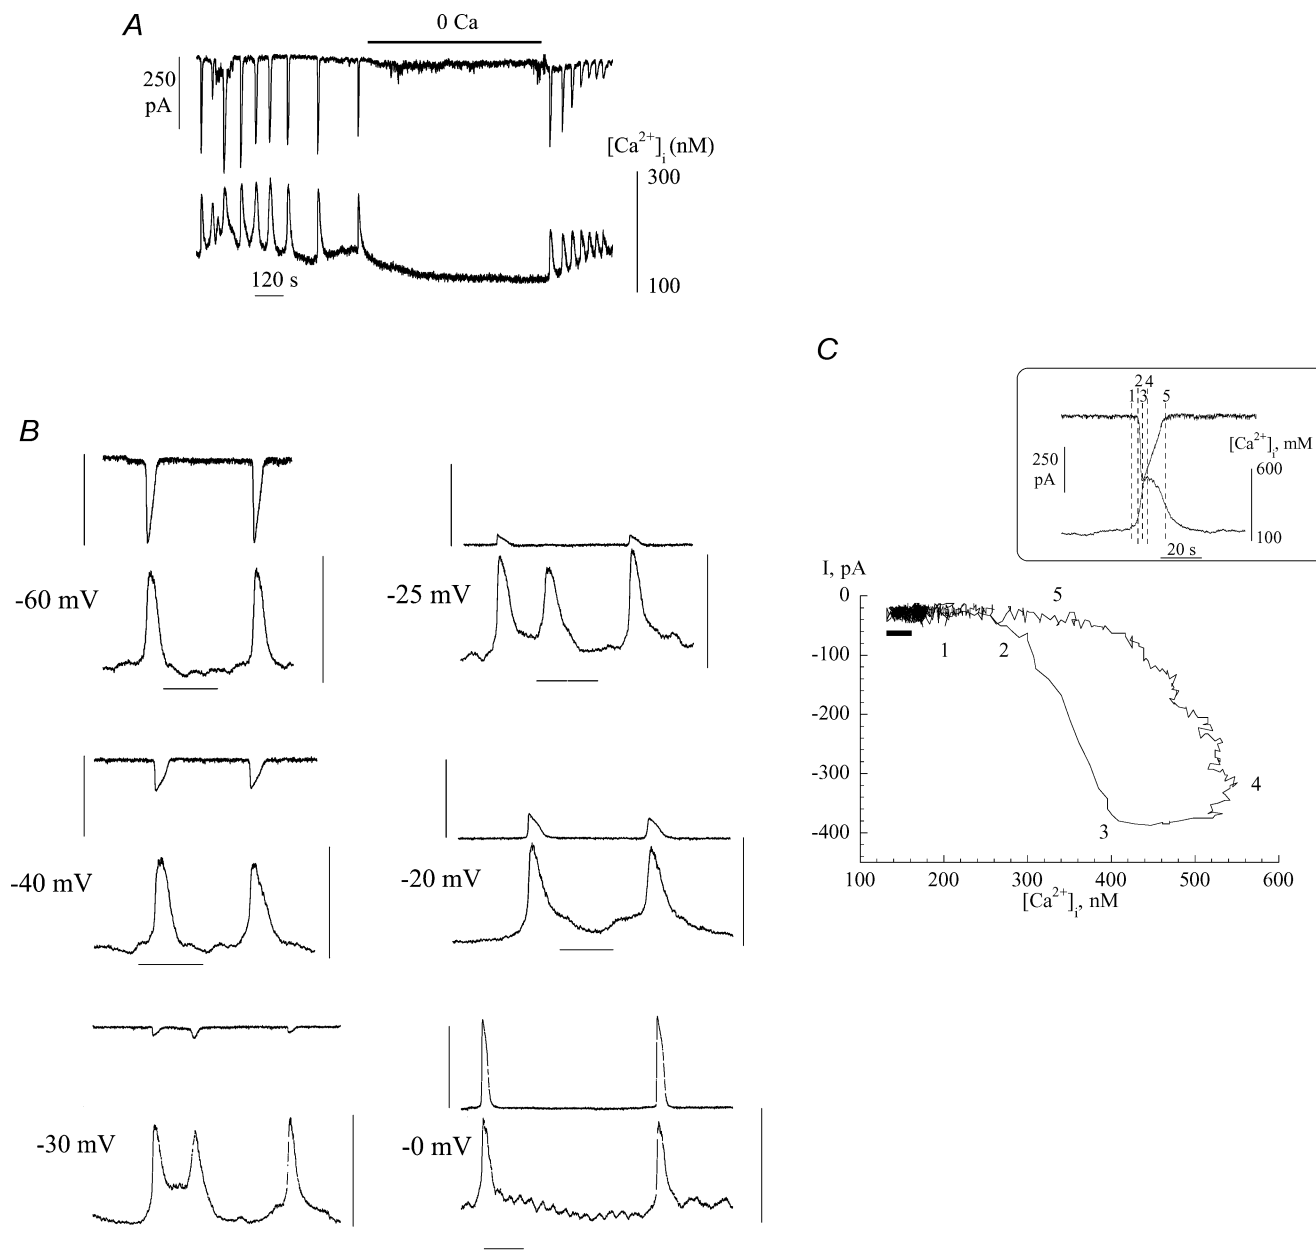 A
0 Ca
250
pA
[Ca2+]i (nM)
300
100
120 s
B
-60 mV
-25 mV
-40 mV
-20 mV
-30 mV
-0 mV
C
2 4
1 3 5
250
pA
[Ca2+]i, mM
600
100
20 s
I, pA
0
-100
-200
-300
-400
5
1 2
4
3
100 200 300 400 500 600
[Ca2+]i, nM